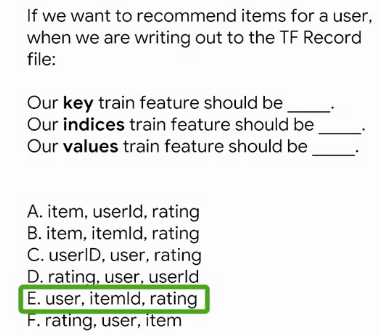 If we want to recommend items for a user,
when we are writing out to the TF Record
file:
Our key train feature should be _____.
Our indices train feature should be _____.
Our values train feature should be _____.
A. item, userId, rating
B. item, itemId, rating
C. userID, user, rating
D. rating, user, userId
E. user, itemId, rating
F. rating, user, item